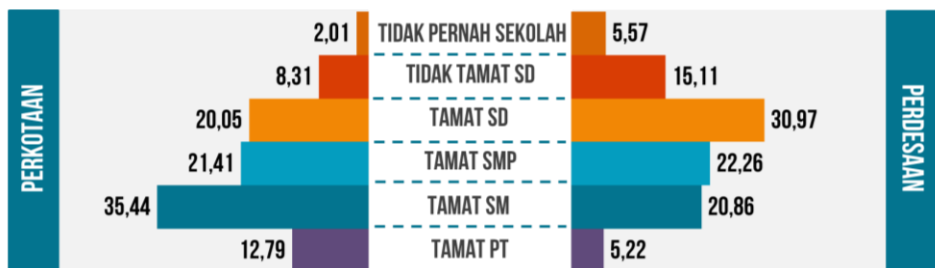 PERKOTAAN
2,01 TIDAK PERNAH SEKOLAH 5,57
8,31 TIDAK TAMAT SD 15,11
20,05 TAMAT SD 30,97
21,41 TAMAT SMP 22,26
35,44 TAMAT SM 20,86
12,79 TAMAT PT 5,22
PERDESAAN